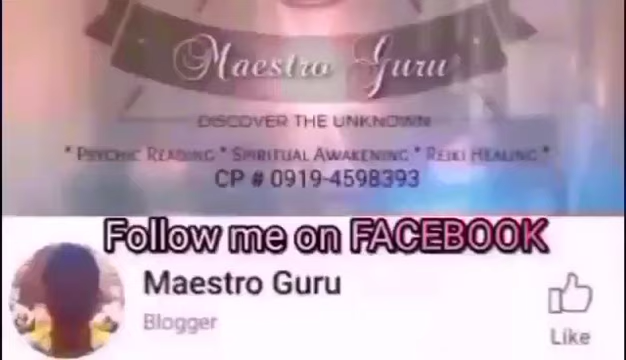 Maestro Guru
DISCOVER THE UNKNOWN
* PSYCHIC READING * SPIRITUAL AWAKENING * REIKI HEALING *
CP # 0919-4598393
Follow me on FACEBOOK
Maestro Guru
Blogger
Like